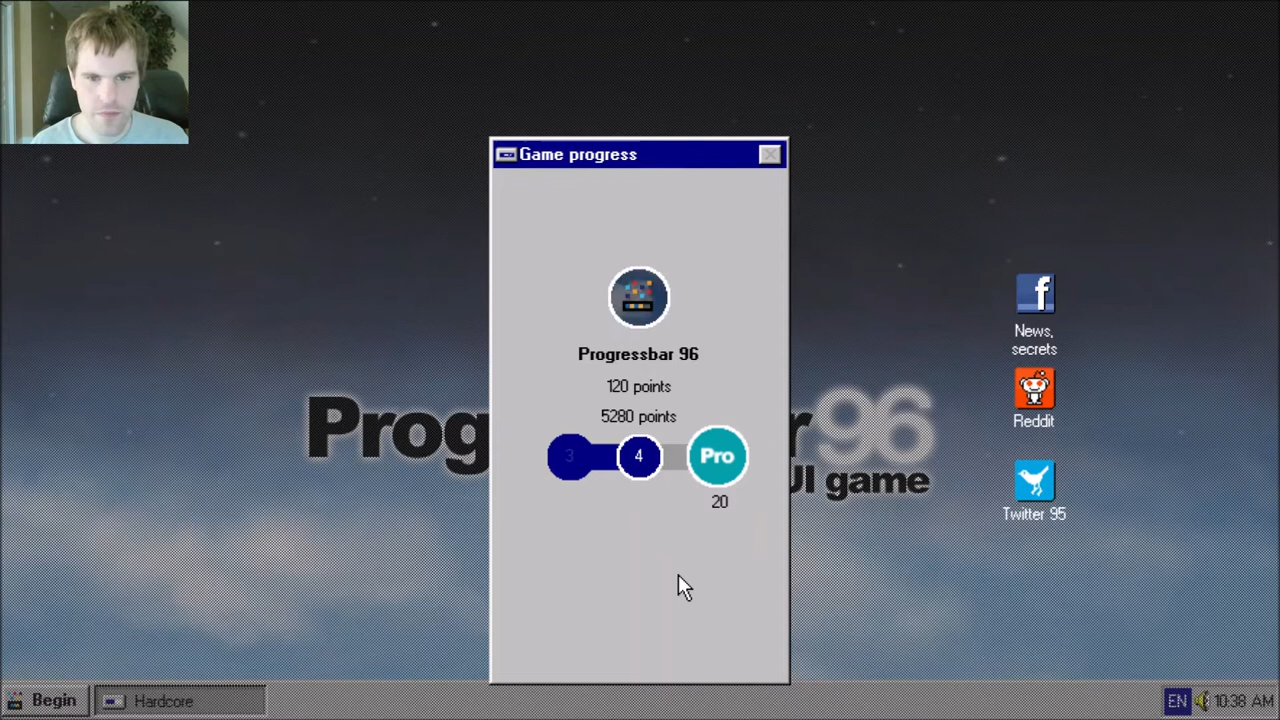 Game progress
Progressbar 96
120 points
5280 points
3
4
Pro
20
Prog
r96
UI game
News,
secrets
Reddit
Twitter 95
Begin
Hardcore
EN
10:38 AM